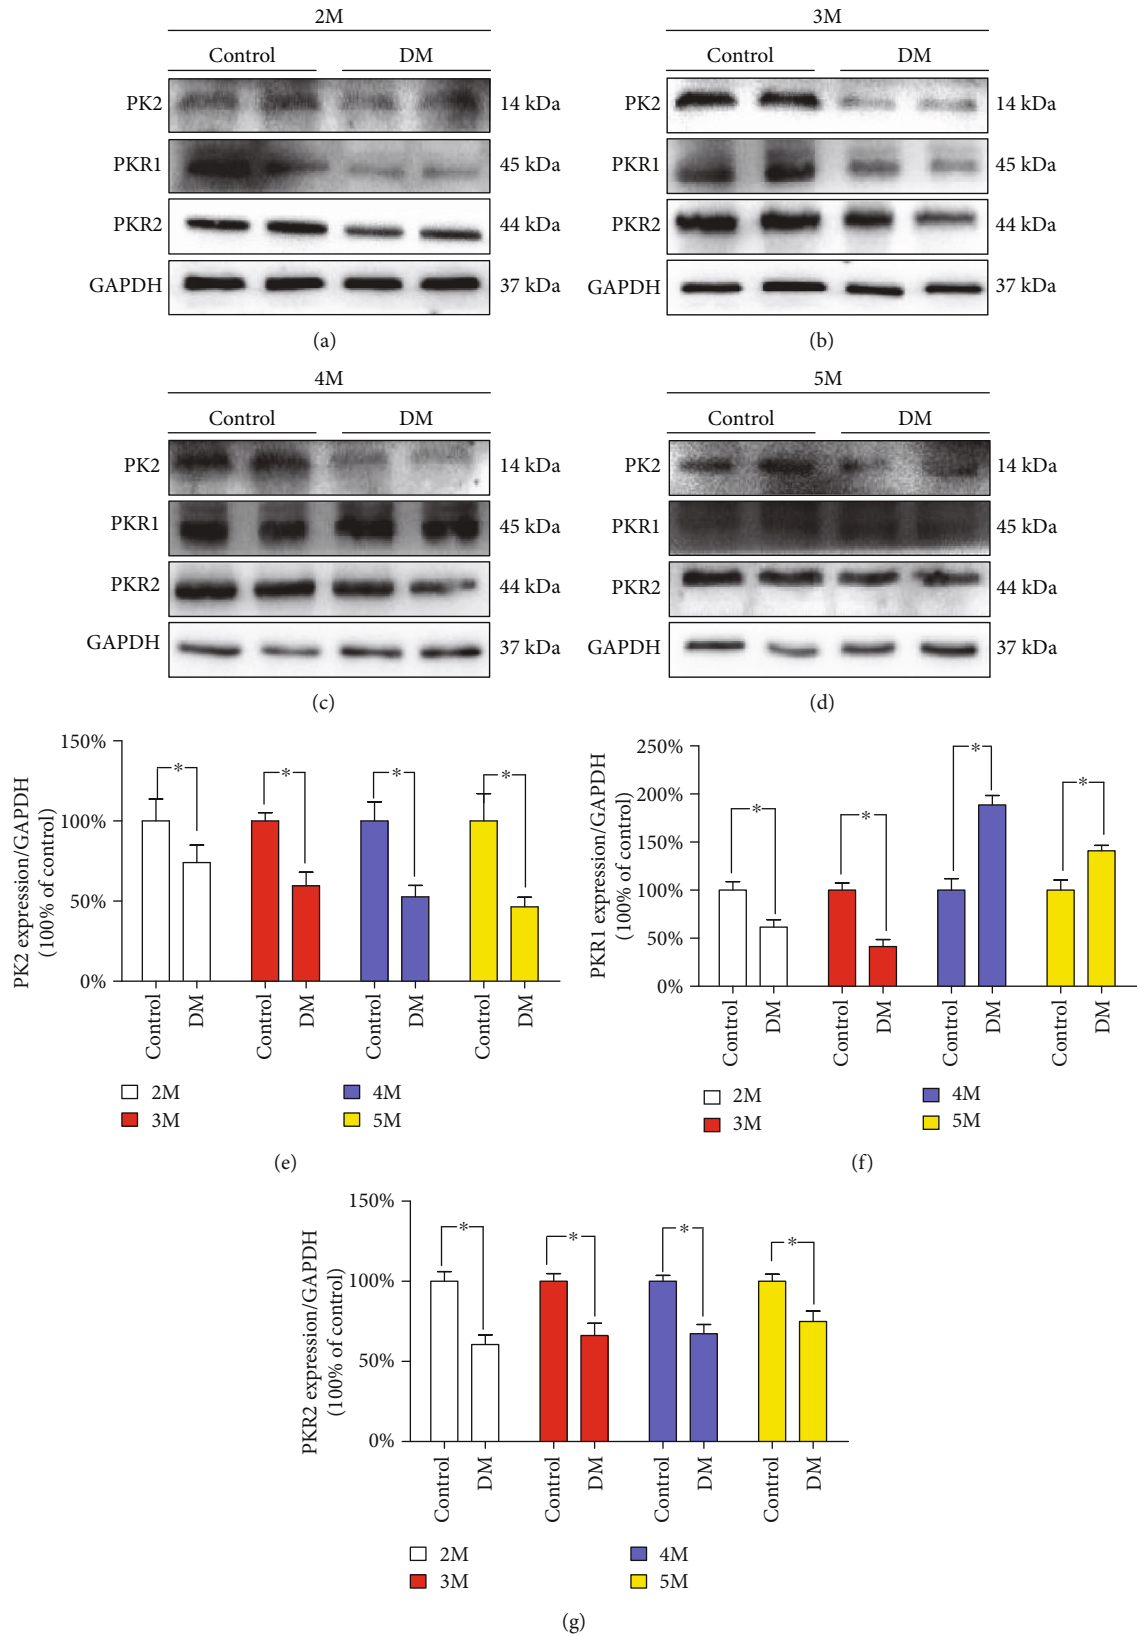 2M
Control DM
PK2 14 kDa
PKR1 45 kDa
PKR2 44 kDa
GAPDH 37 kDa
(a)
3M
Control DM
PK2 14 kDa
PKR1 45 kDa
PKR2 44 kDa
GAPDH 37 kDa
(b)
4M
Control DM
PK2 14 kDa
PKR1 45 kDa
PKR2 44 kDa
GAPDH 37 kDa
(c)
5M
Control DM
PK2 14 kDa
PKR1 45 kDa
PKR2 44 kDa
GAPDH 37 kDa
(d)
PK2 expression/GAPDH
(100% of control)
150%
100%
50%
0%
* * * *
Control DM Control DM Control DM Control DM
2M 4M
3M 5M
(e)
PKR1 expression/GAPDH
(100% of control)
250%
200%
150%
100%
50%
0%
* * * *
Control DM Control DM Control DM Control DM
2M 4M
3M 5M
(f)
PKR2 expression/GAPDH
(100% of control)
150%
100%
50%
0%
* * * *
Control DM Control DM Control DM Control DM
2M 4M
3M 5M
(g)